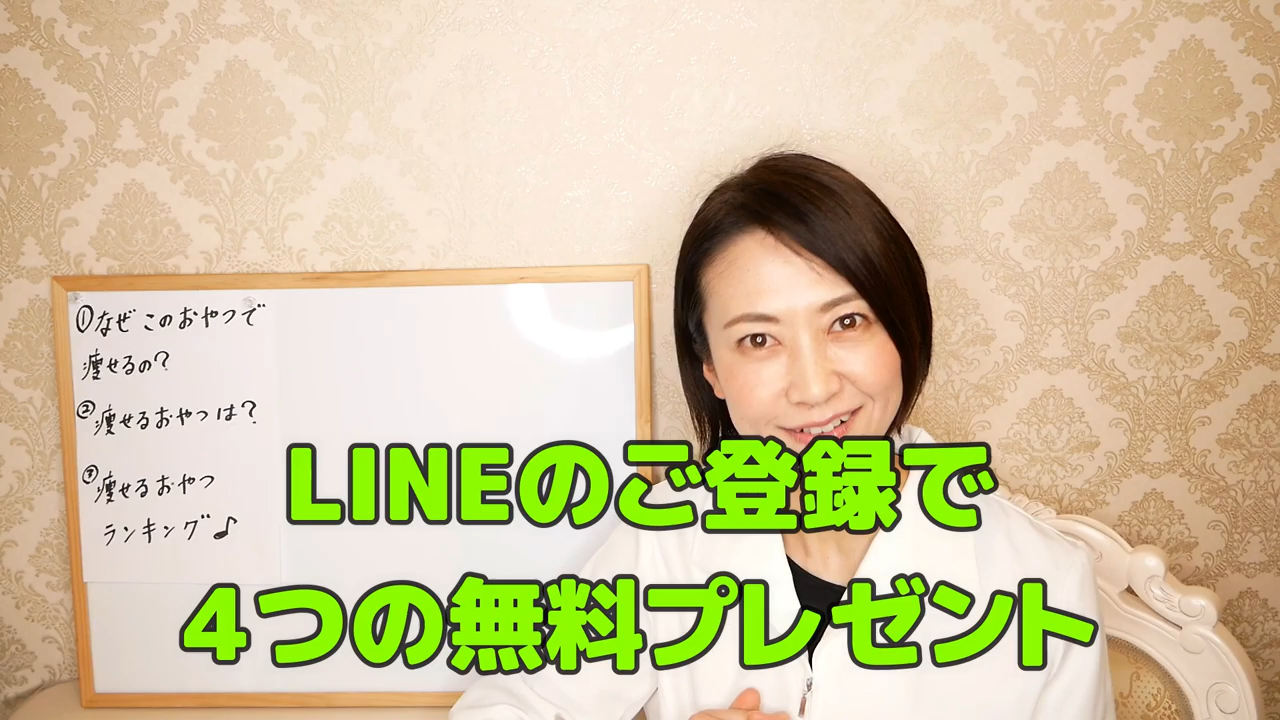 ①なぜこのおやつで
痩せるの?
②痩せるおやつは?
③痩せるおやつ
ランキング♪
LINEのご登録で
4つの無料プレゼント